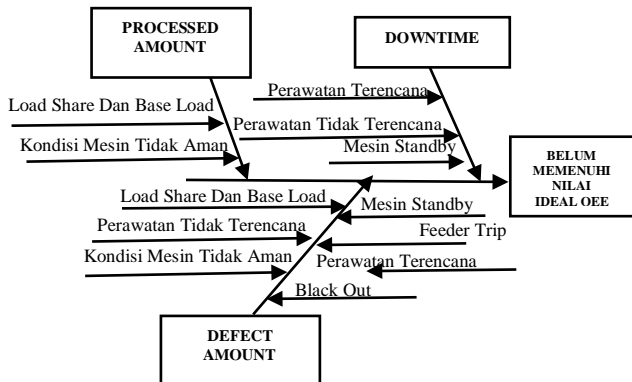 PROCESSED
AMOUNT
DOWNTIME
Perawatan Terencana
Load Share Dan Base Load
Perawatan Tidak Terencana
Kondisi Mesin Tidak Aman
Mesin Standby
BELUM
MEMENUHI
NILAI
IDEAL OEE
Load Share Dan Base Load
Mesin Standby
Perawatan Tidak Terencana
Feeder Trip
Kondisi Mesin Tidak Aman
Perawatan Terencana
Black Out
DEFECT
AMOUNT